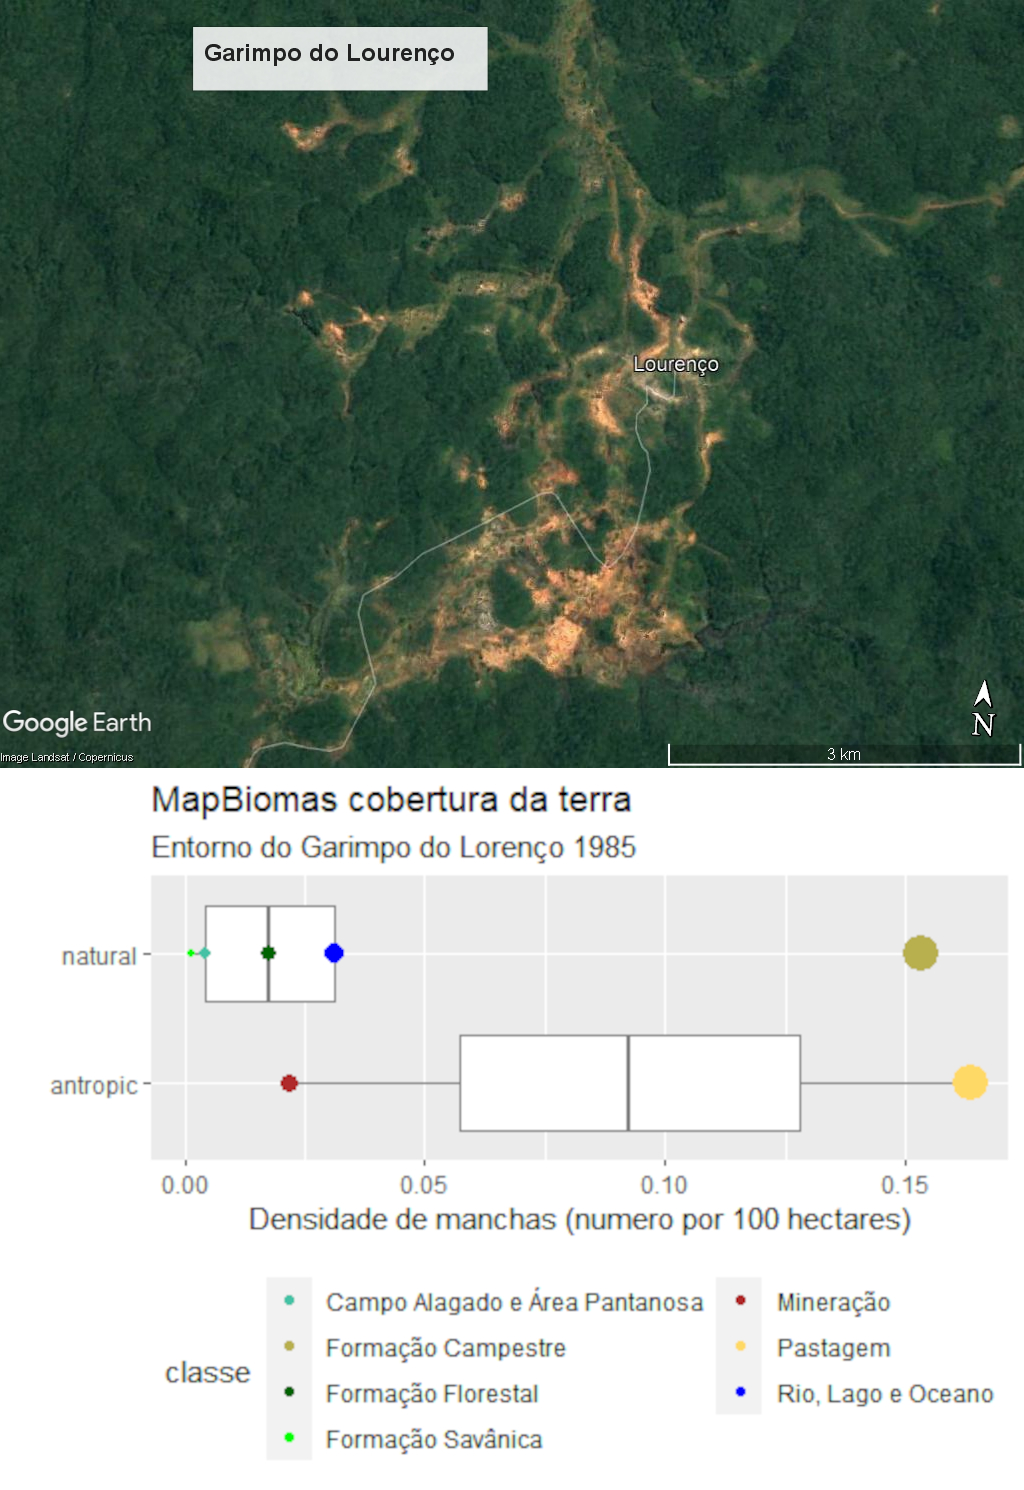 Garimpo do Lourenço
Lourenço
Google Earth
N
Image Landsat / Copernicus
3 km
MapBiomas cobertura da terra
Entorno do Garimpo do Lorenço 1985
natural
antropic
0.00 0.05 0.10 0.15
Densidade de manchas (numero por 100 hectares)
classe
Campo Alagado e Área Pantanosa
Formação Campestre
Formação Florestal
Formação Savânica
Mineração
Pastagem
Rio, Lago e Oceano